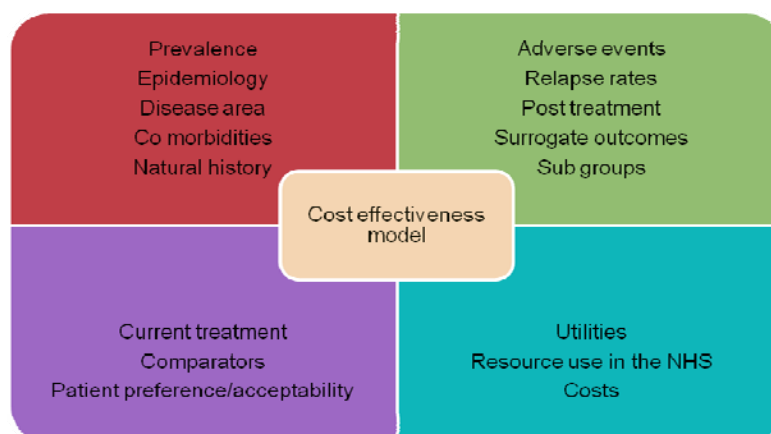 Prevalence
Epidemiology
Disease area
Co morbidities
Natural history
Adverse events
Relapse rates
Post treatment
Surrogate outcomes
Sub groups
Cost effectiveness
model
Current treatment
Comparators
Patient preference/acceptability
Utilities
Resource use in the NHS
Costs